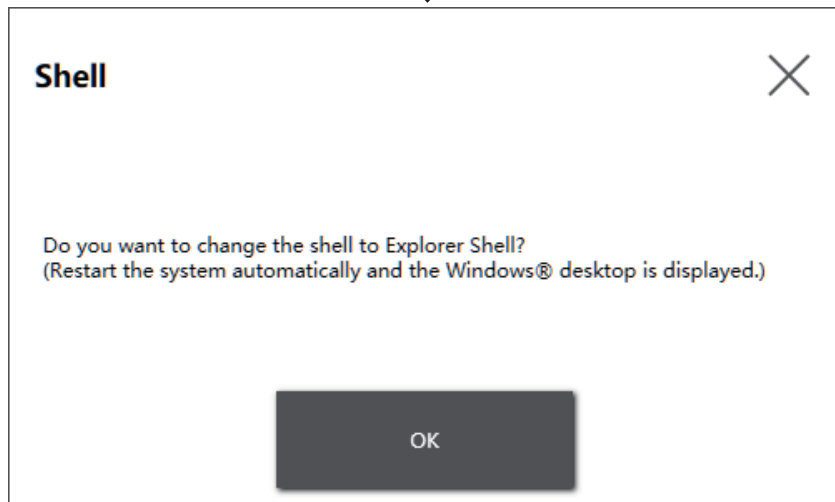 Shell
Do you want to change the shell to Explorer Shell?
(Restart the system automatically and the Windows® desktop is displayed.)
OK